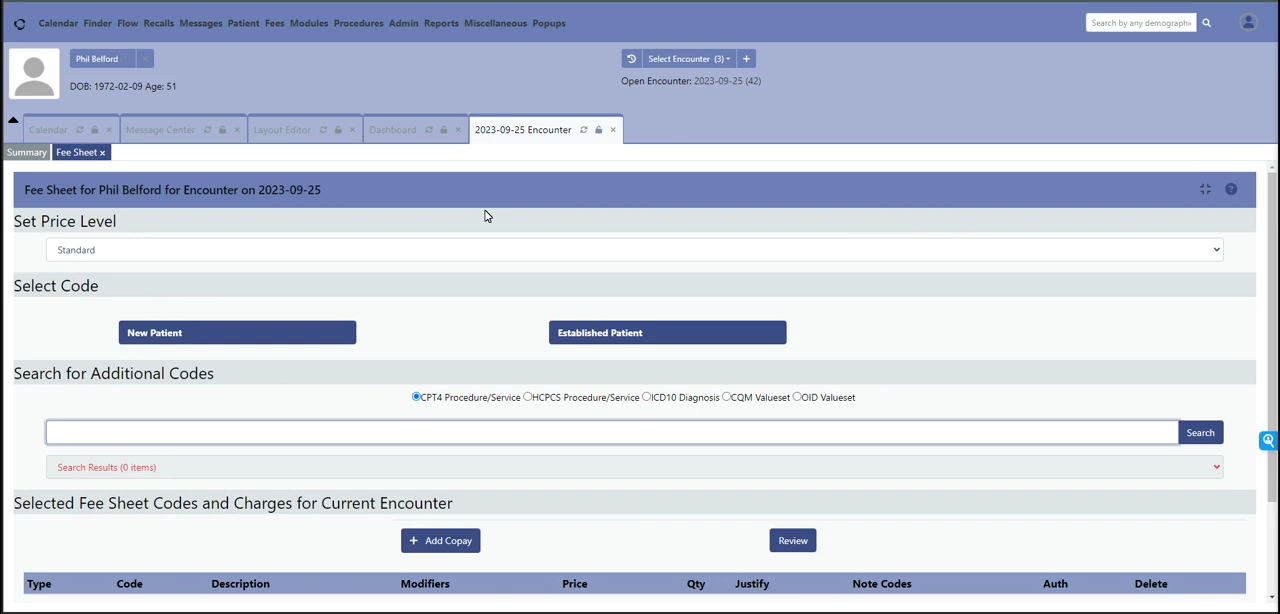 Calendar Finder Flow Recalls Messages Patient Fees Modules Procedures Admin Reports Miscellaneous Popups
Search by any demographi
Phil Belford
×
Select Encounter (3)
+
DOB: 1972-02-09 Age: 51
Open Encounter: 2023-09-25 (42)
Calendar × Message Center × Layout Editor × Dashboard × 2023-09-25 Encounter ×
Summary Fee Sheet x
Fee Sheet for Phil Belford for Encounter on 2023-09-25
?
Set Price Level
Standard
Select Code
New Patient
Established Patient
Search for Additional Codes
CPT4 Procedure/Service HCPCS Procedure/Service ICD10 Diagnosis CQM Valueset OID Valueset
Search
Search Results (0 items)
Selected Fee Sheet Codes and Charges for Current Encounter
+ Add Copay
Review
Type Code Description Modifiers Price Qty Justify Note Codes Auth Delete